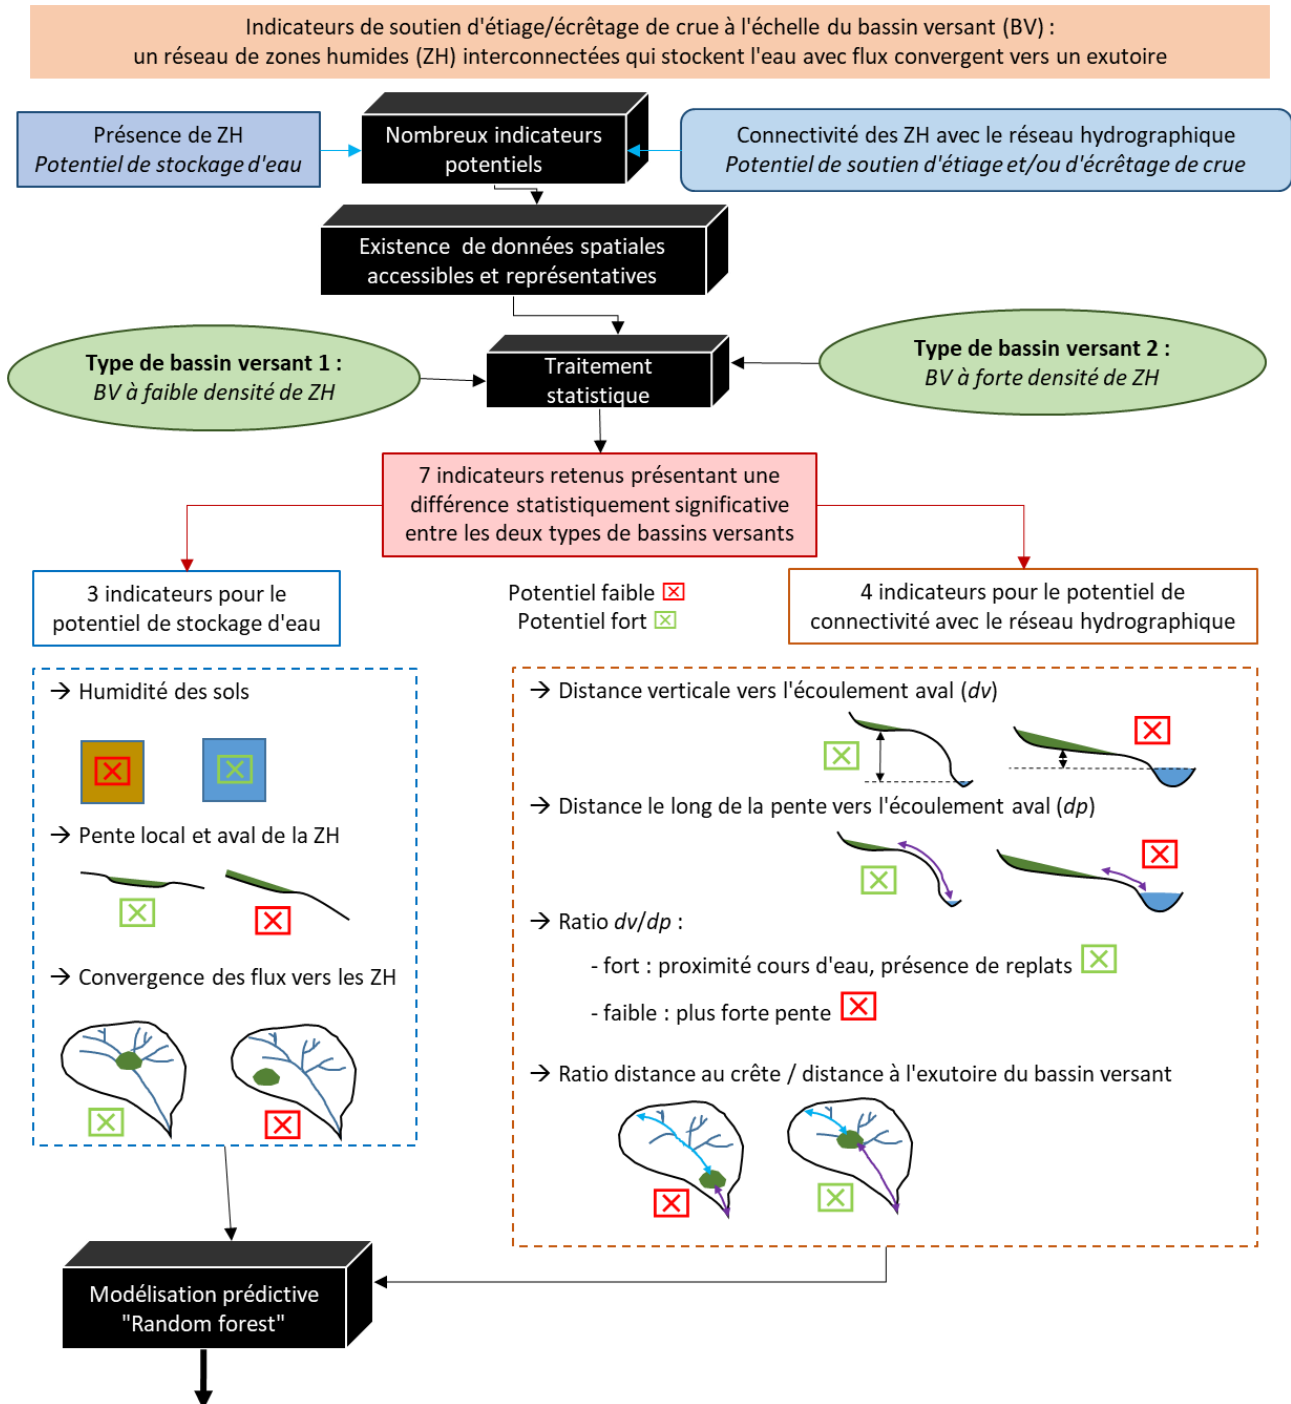 Indicateurs de soutien d'étiage/écrêtage de crue à l'échelle du bassin versant (BV) :
un réseau de zones humides (ZH) interconnectées qui stockent l'eau avec flux convergent vers un exutoire
Présence de ZH
Potentiel de stockage d'eau
Nombreux indicateurs
potentiels
Connectivité des ZH avec le réseau hydrographique
Potentiel de soutien d'étiage et/ou d'écrêtage de crue
Existence de données spatiales
accessibles et représentatives
Type de bassin versant 1 :
BV à faible densité de ZH
Traitement
statistique
Type de bassin versant 2 :
BV à forte densité de ZH
7 indicateurs retenus présentant une
différence statistiquement significative
entre les deux types de bassins versants
3 indicateurs pour le
potentiel de stockage d'eau
Potentiel faible
Potentiel fort
4 indicateurs pour le potentiel de
connectivité avec le réseau hydrographique
→ Humidité des sols
→ Pente local et aval de la ZH
→ Convergence des flux vers les ZH
→ Distance verticale vers l'écoulement aval (dv)
→ Distance le long de la pente vers l'écoulement aval (dp)
→ Ratio dv/dp :
- fort : proximité cours d'eau, présence de replats
- faible : plus forte pente
→ Ratio distance au crête / distance à l'exutoire du bassin versant
Modélisation prédictive
"Random forest"